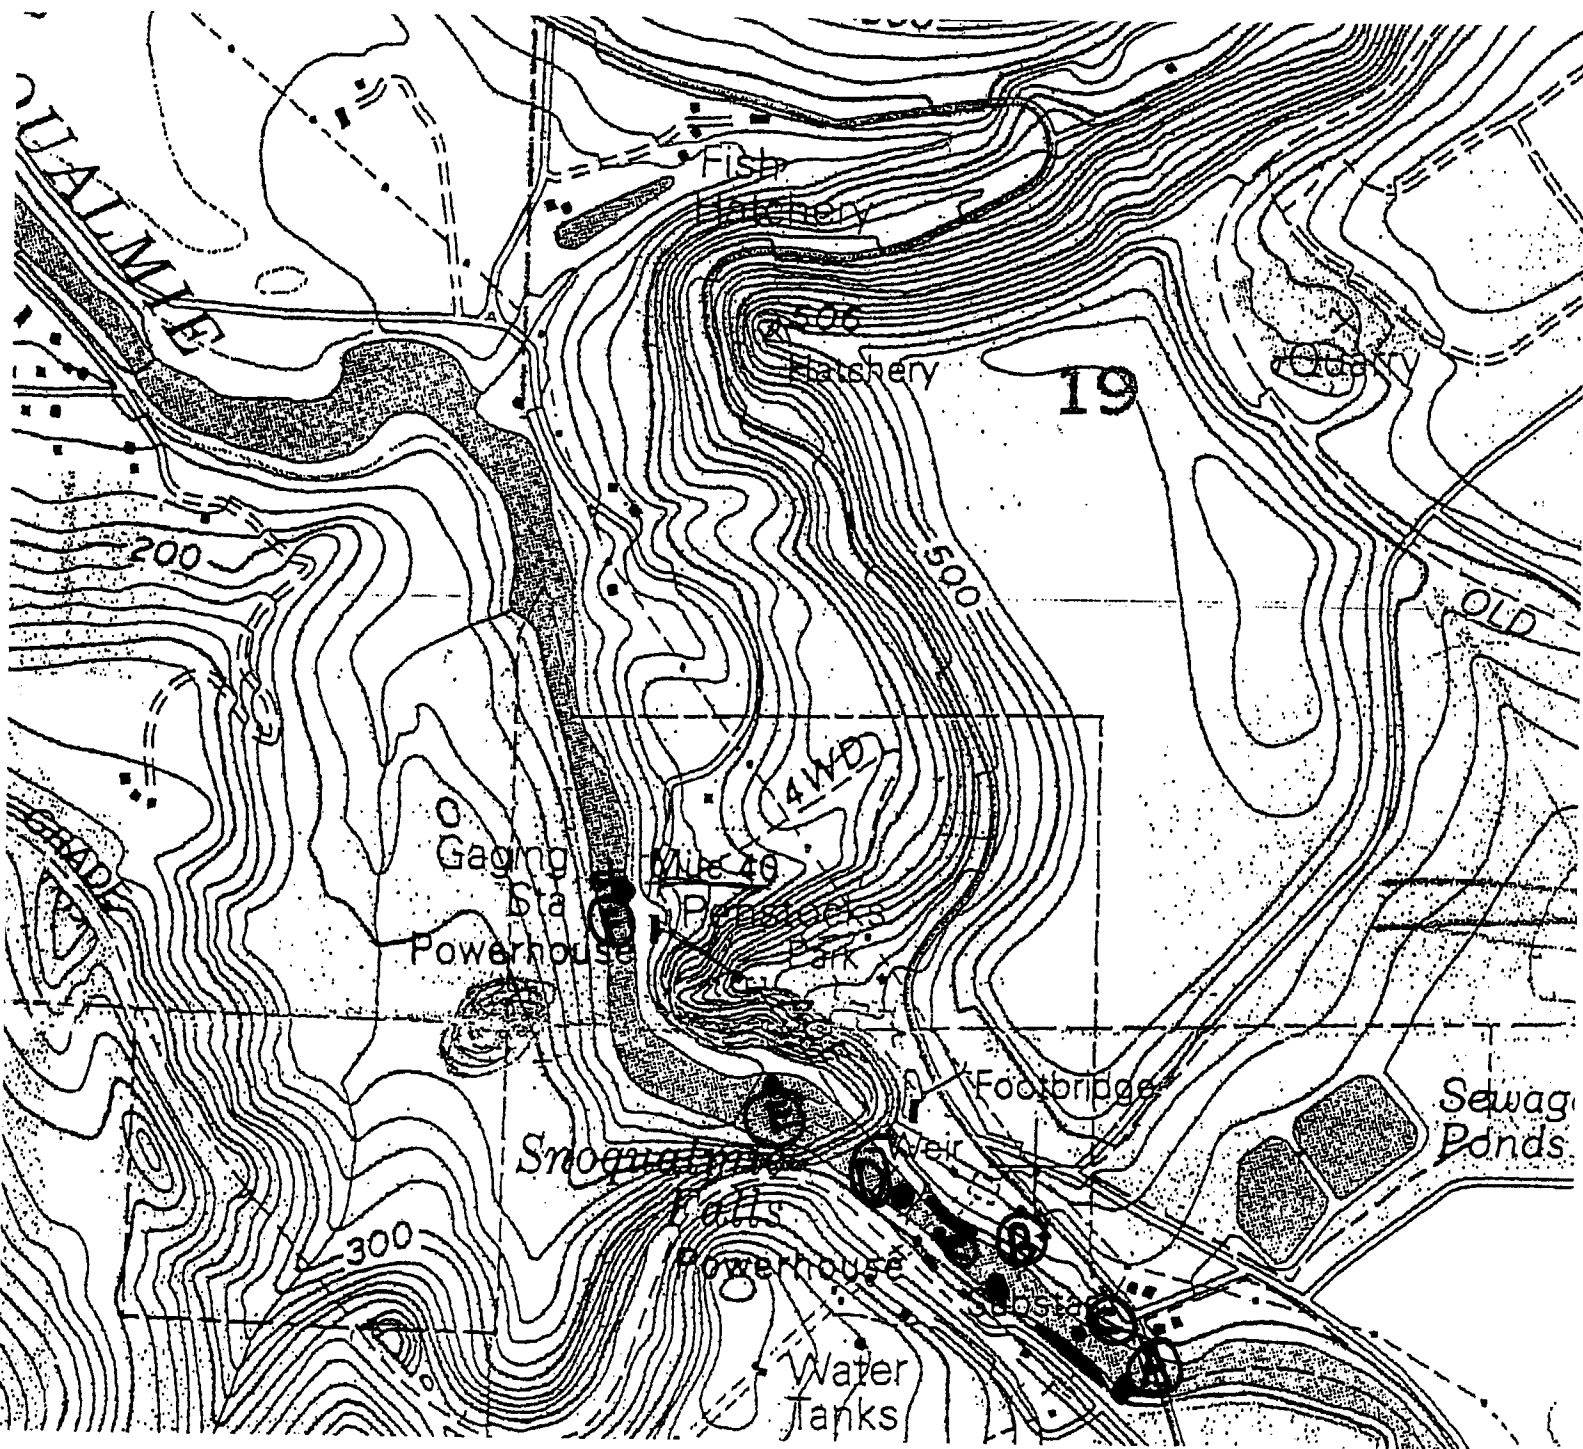 QUALMIE
Fish
Hatchery
506
Hatchery
19
Quarry
200
500
OLD
4WD
GRADE
Gaging
Sta
Mile 40
Penstocks
Park
Powerhouse
Footbridge
Weir
Sewag
Ponds
Snoqualmie
Falls
D
B
300
Powerhouse
Substa
C
A
Water
Tanks